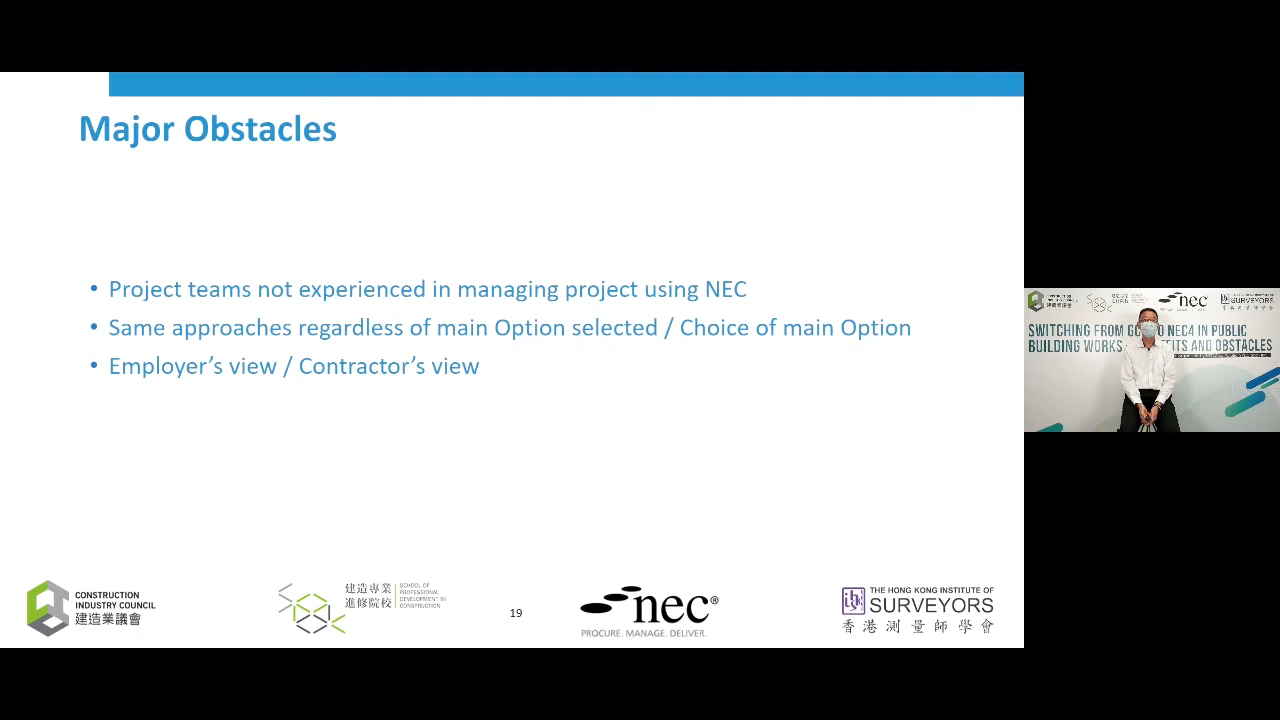 Major Obstacles
• Project teams not experienced in managing project using NEC
• Same approaches regardless of main Option selected / Choice of main Option
• Employer’s view / Contractor’s view
CONSTRUCTION
INDUSTRY COUNCIL
建造業議會
建造專業
進修院校
SCHOOL OF
PROFESSIONAL
DEVELOPMENT IN
CONSTRUCTION
19
nec®
PROCURE. MANAGE. DELIVER.
THE HONG KONG INSTITUTE OF
SURVEYORS
香港測量師學會
nec
SURVEYORS
SWITCHING FROM NEC4 IN PUBLIC
BUILDING WORKS AND OBSTACLES